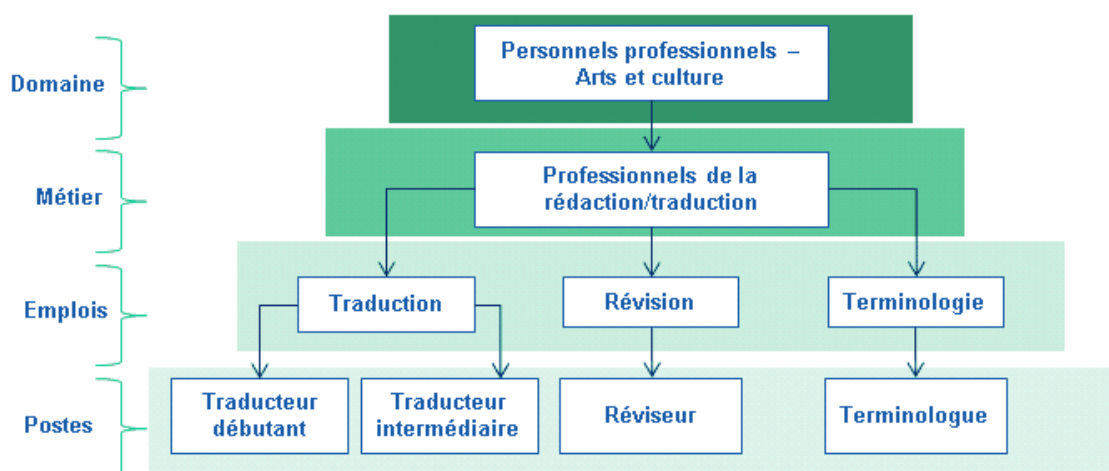 Personnels professionnels –
Arts et culture
Domaine
Professionnels de la
rédaction/traduction
Métier
Traduction
Révision
Terminologie
Emplois
Traducteur
débutant
Traducteur
intermédiaire
Réviseur
Terminologue
Postes